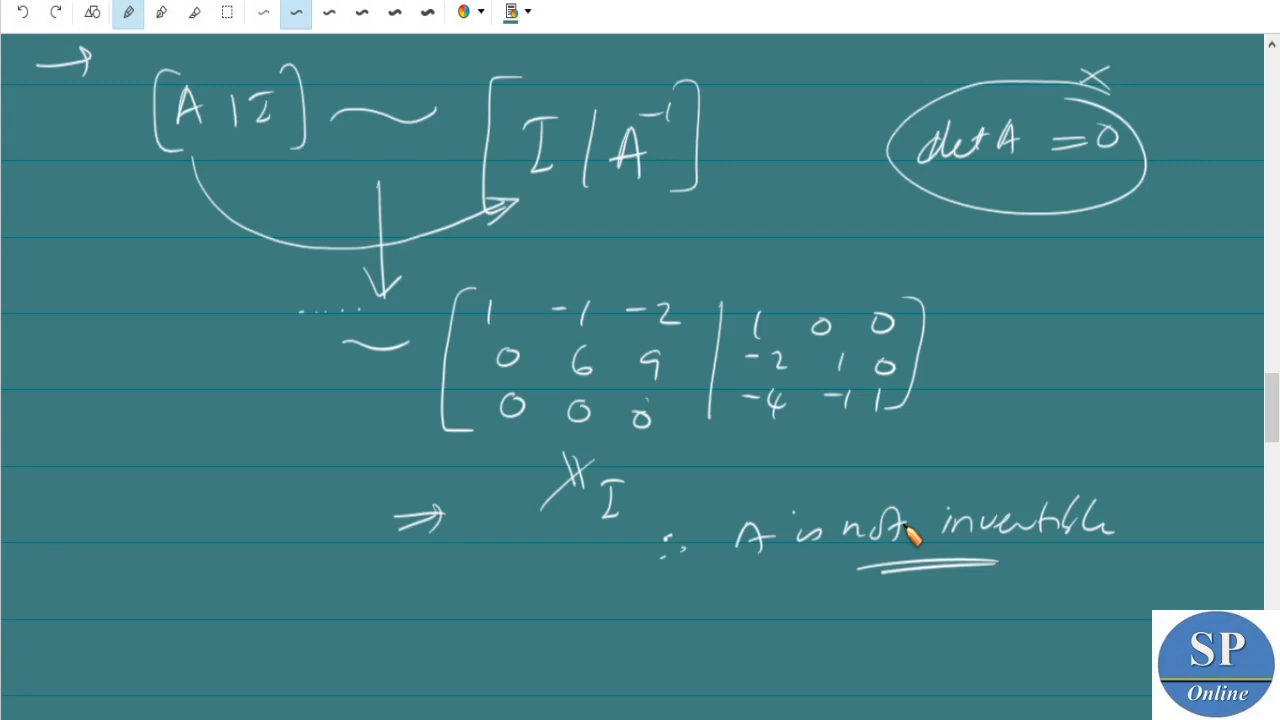 → [A | I] ~ [I | A⁻¹]
det A = 0
.....
~ [ 1 -1 -2 | 1 0 0
0 6 9 | -2 1 0
0 0 0 | -4 -1 1 ]
⇒ I
∴ A is not invertible
SP
Online